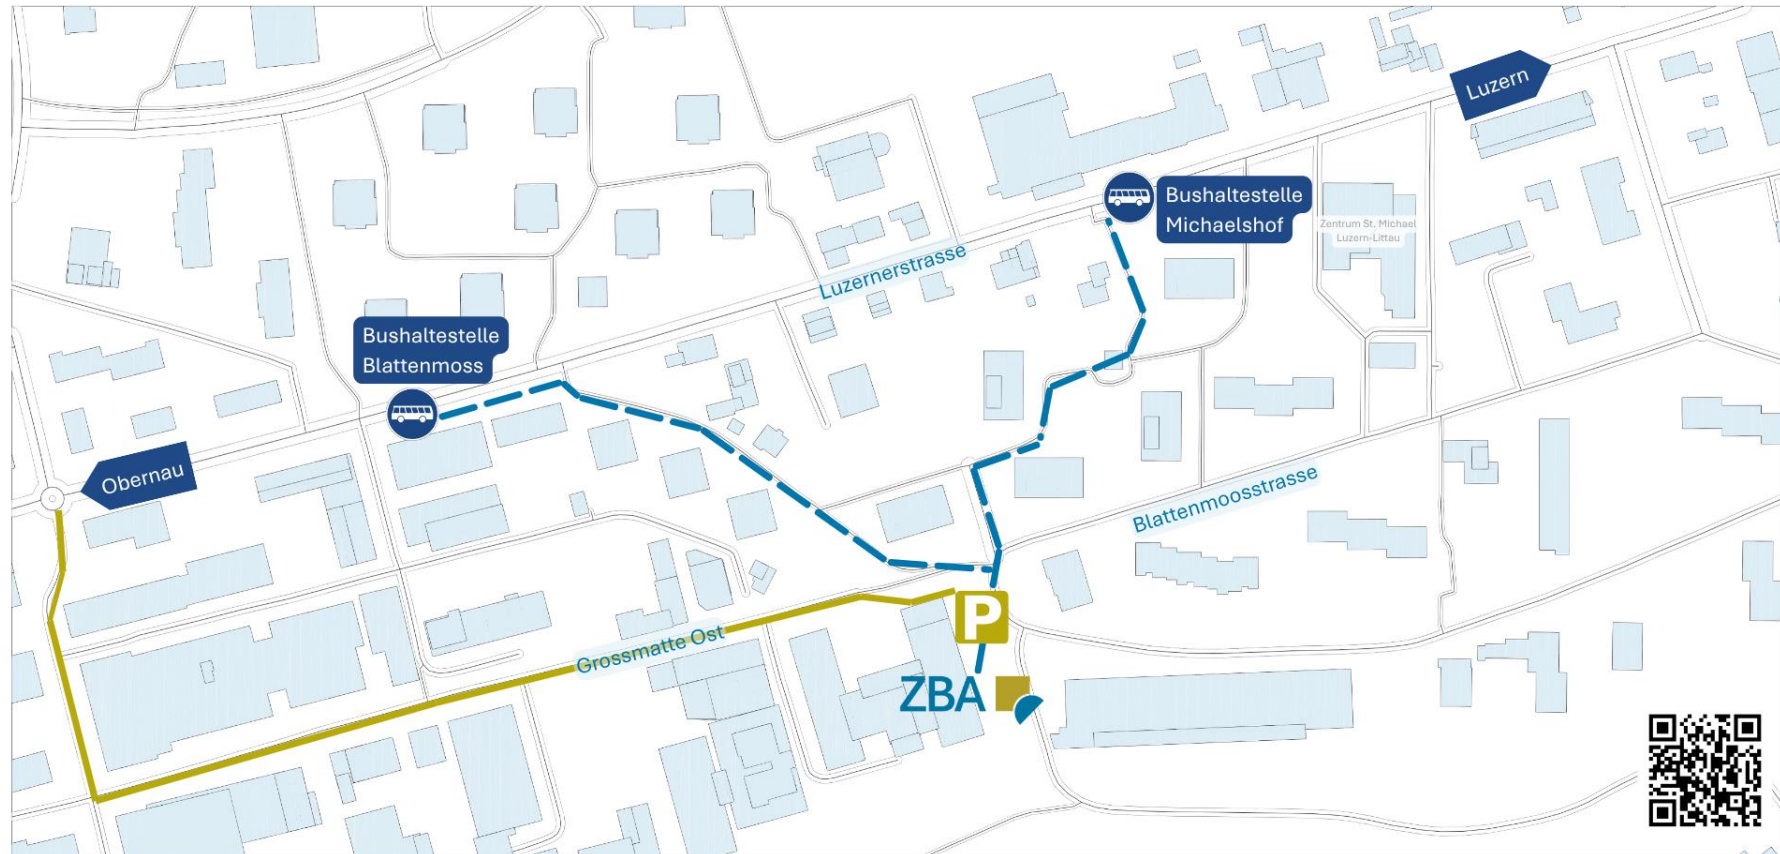 Luzern
Bushaltestelle
Michaelshof
Zentrum St. Michael
Luzern-Littau
Luzernerstrasse
Bushaltestelle
Blattenmoss
Obernau
Blattenmoosstrasse
P
Grossmatte Ost
ZBA